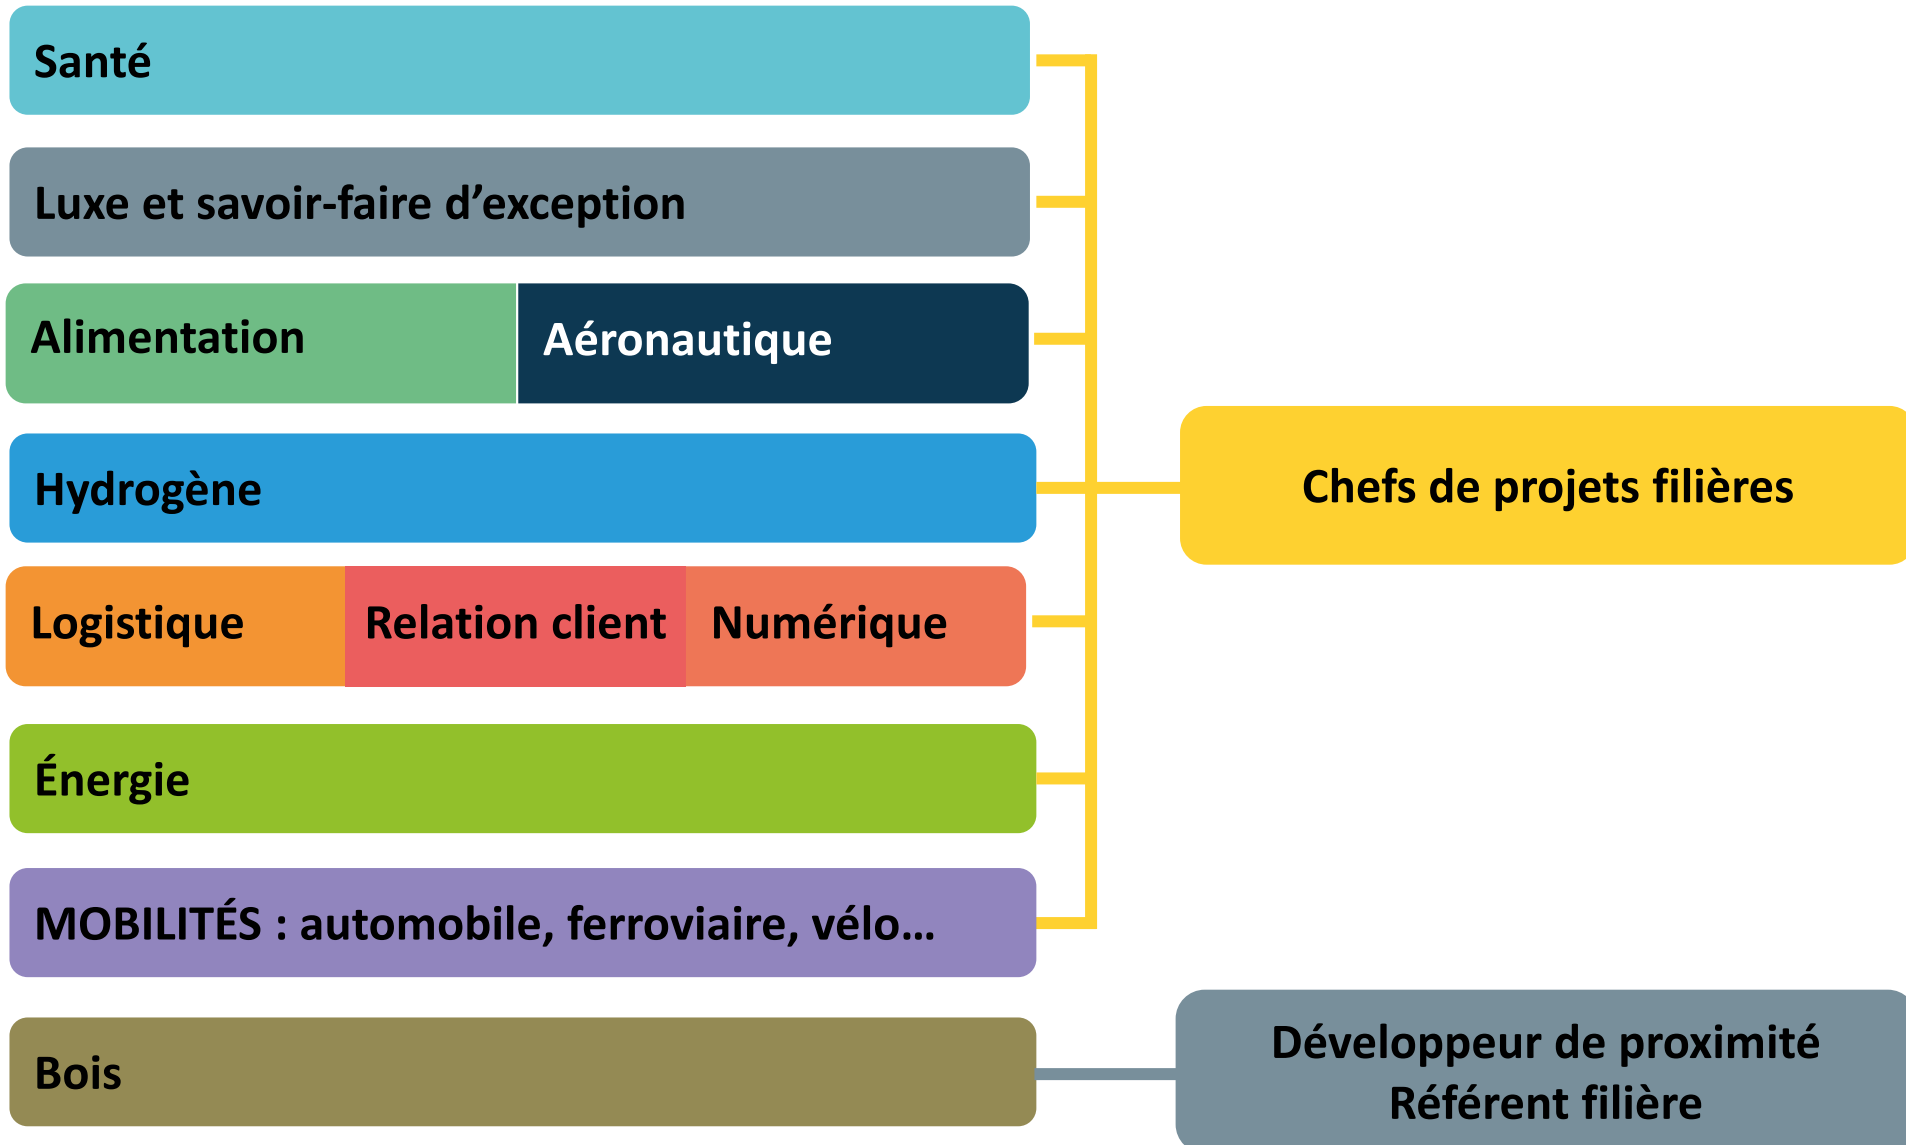 Santé
Luxe et savoir-faire d’exception
Alimentation
Aéronautique
Hydrogène
Chefs de projets filières
Logistique
Relation client
Numérique
Énergie
MOBILITÉS : automobile, ferroviaire, vélo…
Bois
Développeur de proximité
Référent filière